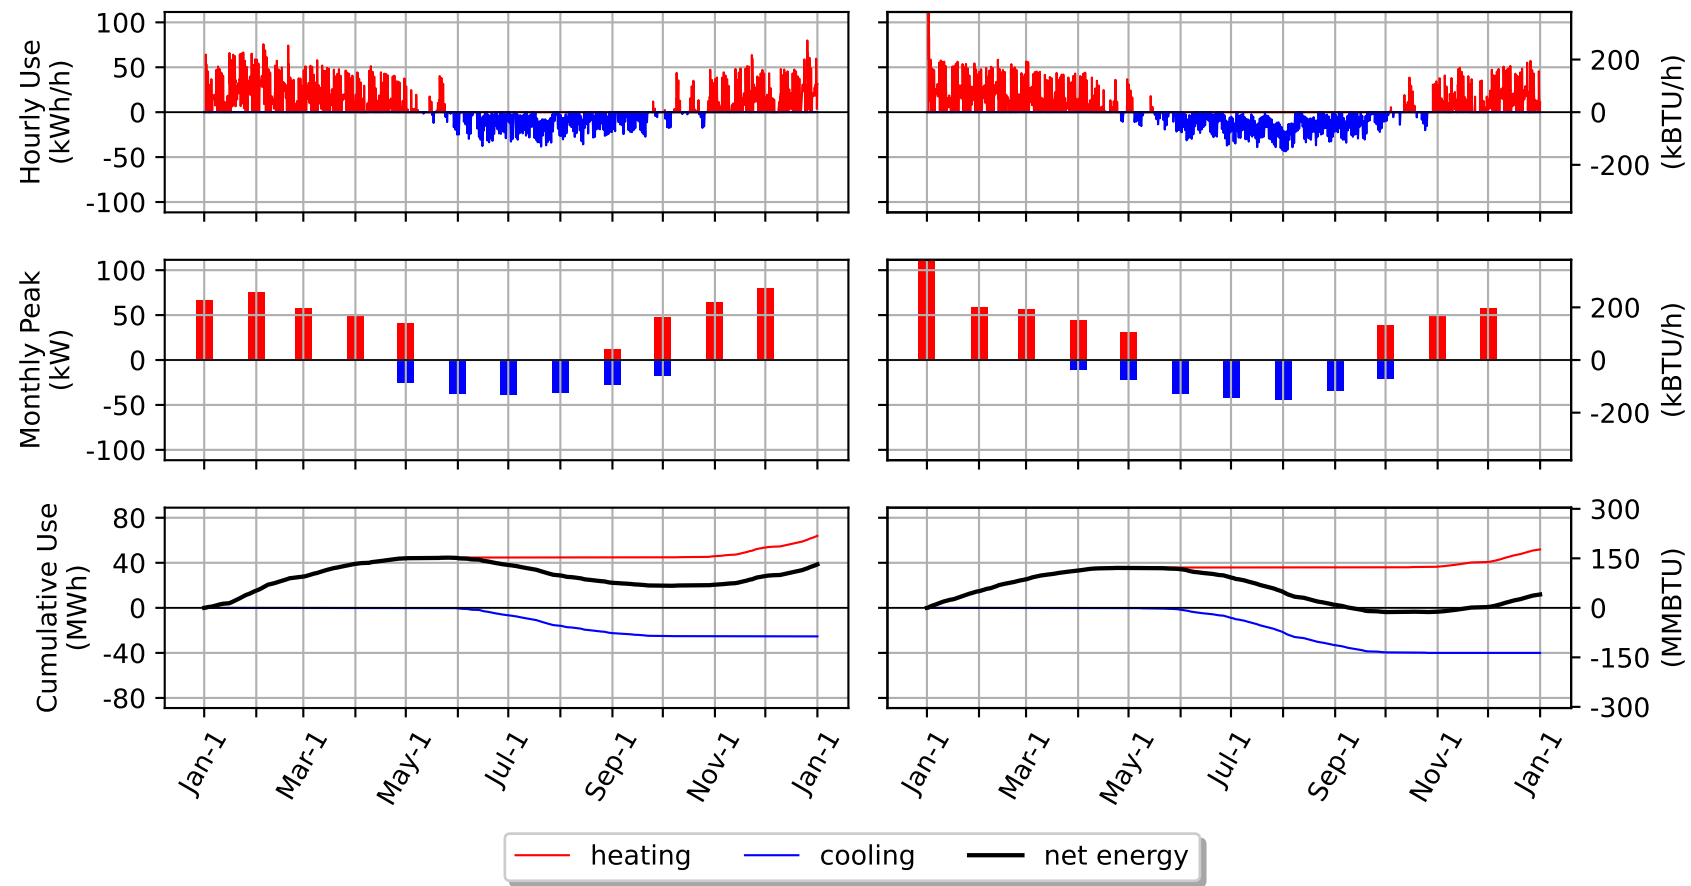 Hourly Use
(kWh/h)
100
50
0
-50
-100
200
0
-200
(kBTU/h)
Monthly Peak
(kW)
100
50
0
-50
-100
200
0
-200
(kBTU/h)
Cumulative Use
(MWh)
80
40
0
-40
-80
300
150
0
-150
-300
(MMBTU)
Jan-1
Mar-1
May-1
Jul-1
Sep-1
Nov-1
Jan-1
Jan-1
Mar-1
May-1
Jul-1
Sep-1
Nov-1
Jan-1
heating
cooling
net energy